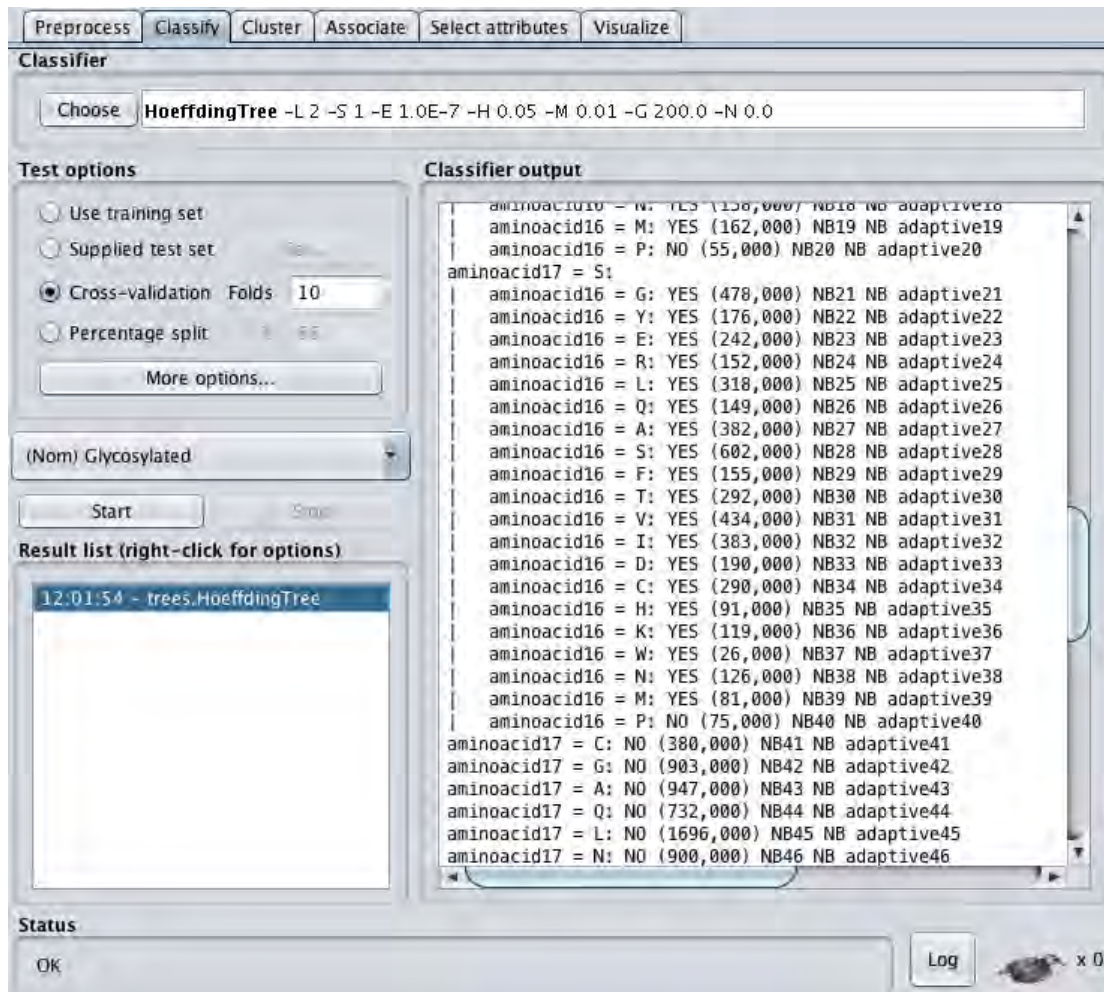 Preprocess Classify Cluster Associate Select attributes Visualize
Classifier
Choose HoeffdingTree -L 2 -S 1 -E 1.0E-7 -H 0.05 -M 0.01 -G 200.0 -N 0.0
Test options
Use training set
Supplied test set
Cross-validation Folds 10
Percentage split
More options...
(Nom) Glycosylated
Start
Result list (right-click for options)
12:01:54 - trees.HoeffdingTree
Classifier output
| aminoacid16 = N: YES (158,000) NB18 NB adaptive18
| aminoacid16 = M: YES (162,000) NB19 NB adaptive19
| aminoacid16 = P: NO (55,000) NB20 NB adaptive20
aminoacid17 = S:
| aminoacid16 = G: YES (478,000) NB21 NB adaptive21
| aminoacid16 = Y: YES (176,000) NB22 NB adaptive22
| aminoacid16 = E: YES (242,000) NB23 NB adaptive23
| aminoacid16 = R: YES (152,000) NB24 NB adaptive24
| aminoacid16 = L: YES (318,000) NB25 NB adaptive25
| aminoacid16 = Q: YES (149,000) NB26 NB adaptive26
| aminoacid16 = A: YES (382,000) NB27 NB adaptive27
| aminoacid16 = S: YES (602,000) NB28 NB adaptive28
| aminoacid16 = F: YES (155,000) NB29 NB adaptive29
| aminoacid16 = T: YES (292,000) NB30 NB adaptive30
| aminoacid16 = V: YES (434,000) NB31 NB adaptive31
| aminoacid16 = I: YES (383,000) NB32 NB adaptive32
| aminoacid16 = D: YES (190,000) NB33 NB adaptive33
| aminoacid16 = C: YES (290,000) NB34 NB adaptive34
| aminoacid16 = H: YES (91,000) NB35 NB adaptive35
| aminoacid16 = K: YES (119,000) NB36 NB adaptive36
| aminoacid16 = W: YES (26,000) NB37 NB adaptive37
| aminoacid16 = N: YES (126,000) NB38 NB adaptive38
| aminoacid16 = M: YES (81,000) NB39 NB adaptive39
| aminoacid16 = P: NO (75,000) NB40 NB adaptive40
aminoacid17 = C: NO (380,000) NB41 NB adaptive41
aminoacid17 = G: NO (903,000) NB42 NB adaptive42
aminoacid17 = A: NO (947,000) NB43 NB adaptive43
aminoacid17 = Q: NO (732,000) NB44 NB adaptive44
aminoacid17 = L: NO (1696,000) NB45 NB adaptive45
aminoacid17 = N: NO (900,000) NB46 NB adaptive46
Status
OK
Log
x 0